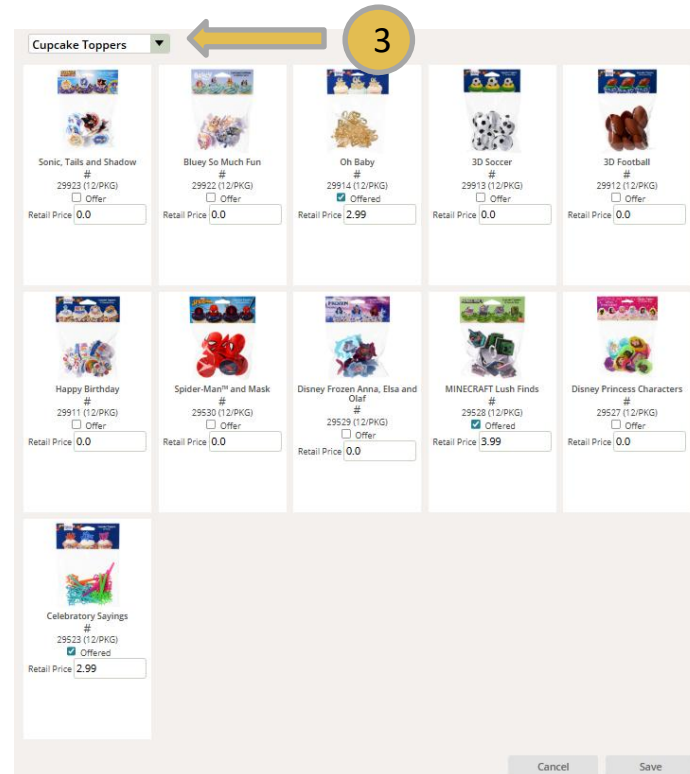 3
Cupcake Toppers
Sonic, Tails and Shadow
#
29923 (12/PKG)
Offer
Retail Price 0.0
Bluey So Much Fun
#
29922 (12/PKG)
Offer
Retail Price 0.0
Oh Baby
#
29914 (12/PKG)
Offered
Retail Price 2.99
3D Soccer
#
29913 (12/PKG)
Offer
Retail Price 0.0
3D Football
#
29912 (12/PKG)
Offer
Retail Price 0.0
Happy Birthday
#
29911 (12/PKG)
Offer
Retail Price 0.0
Spider-Man™ and Mask
#
29530 (12/PKG)
Offer
Retail Price 0.0
Disney Frozen Anna, Elsa and
Olaf
#
29529 (12/PKG)
Offer
Retail Price 0.0
MINECRAFT Lush Finds
#
29528 (12/PKG)
Offered
Retail Price 3.99
Disney Princess Characters
#
29527 (12/PKG)
Offer
Retail Price 0.0
Celebratory Sayings
#
29523 (12/PKG)
Offered
Retail Price 2.99
Cancel
Save